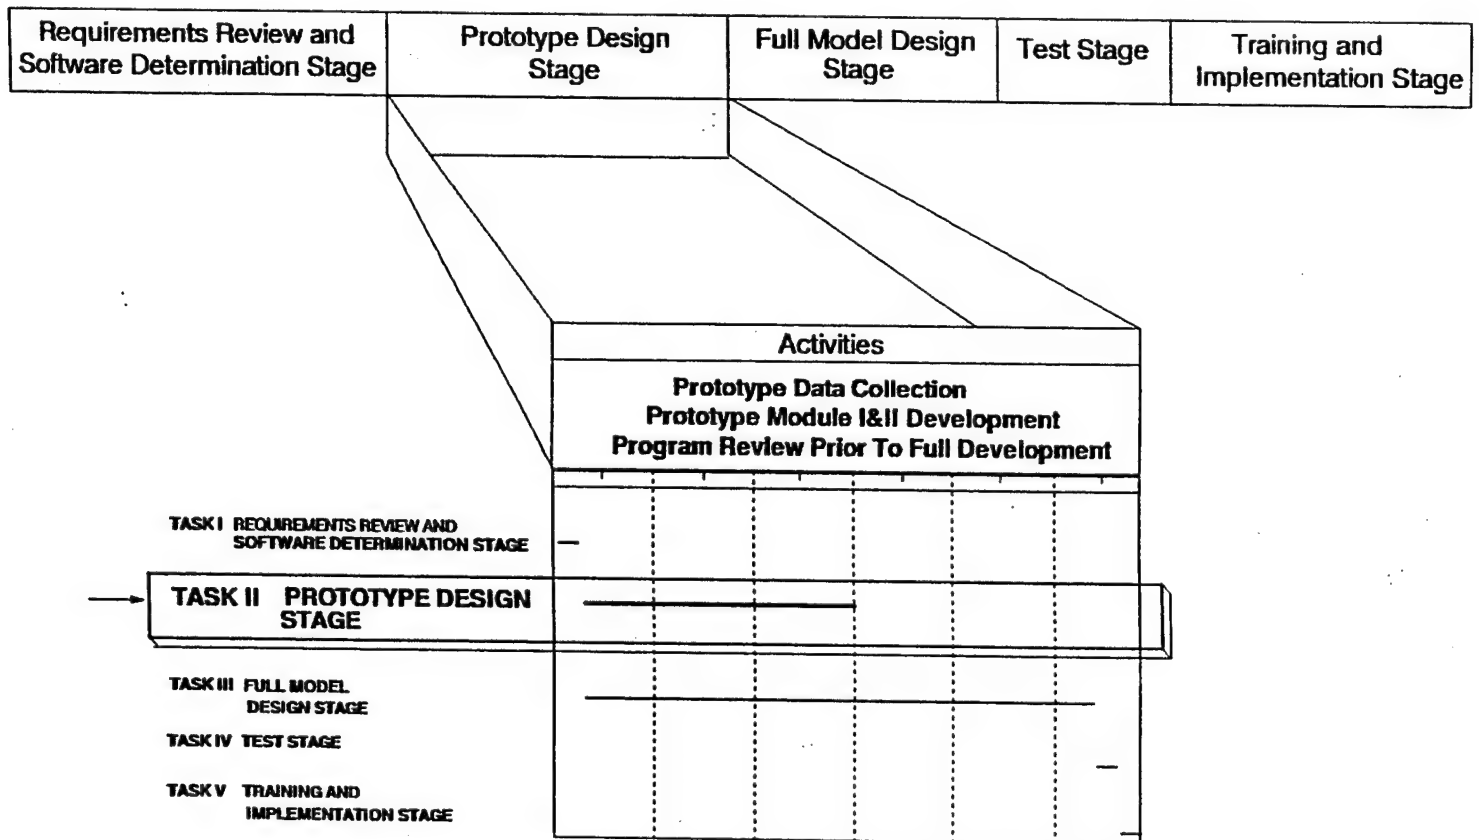 Requirements Review and
Software Determination Stage
Prototype Design
Stage
Full Model Design
Stage
Test Stage
Training and
Implementation Stage
Activities
Prototype Data Collection
Prototype Module I&II Development
Program Review Prior To Full Development
TASK I REQUIREMENTS REVIEW AND
SOFTWARE DETERMINATION STAGE
TASK II PROTOTYPE DESIGN
STAGE
TASK III FULL MODEL
DESIGN STAGE
TASK IV TEST STAGE
TASK V TRAINING AND
IMPLEMENTATION STAGE